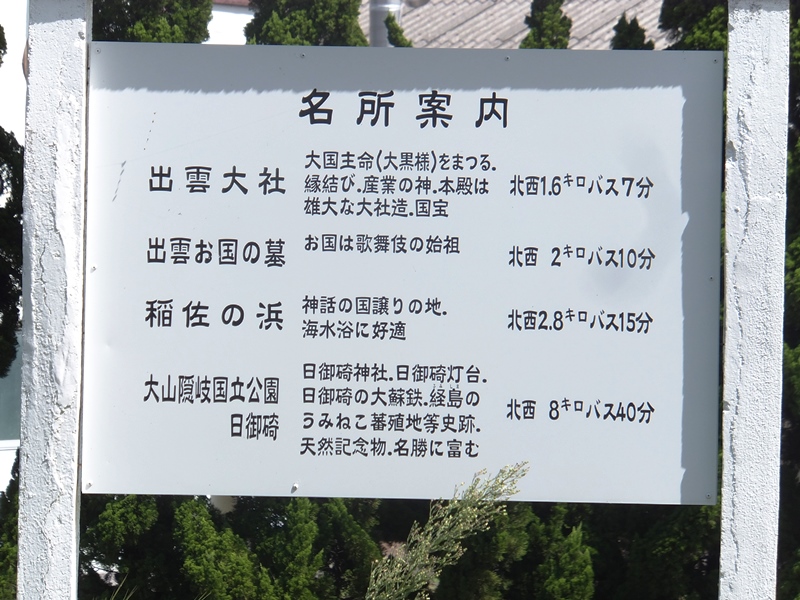 名所案内
出雲大社
大国主命(大黒様)をまつる.
縁結び.産業の神.本殿は
雄大な大社造.国宝
北西1.6キロバス7分
出雲お国の墓
お国は歌舞伎の始祖
北西 2キロバス10分
稲佐の浜
神話の国譲りの地.
海水浴に好適
北西2.8キロバス15分
大山隠岐国立公園
日御碕
日御碕神社.日御碕灯台.
日御碕の大蘇鉄.経島の
うみねこ蕃殖地等史跡.
天然記念物.名勝に富む
北西 8キロバス40分